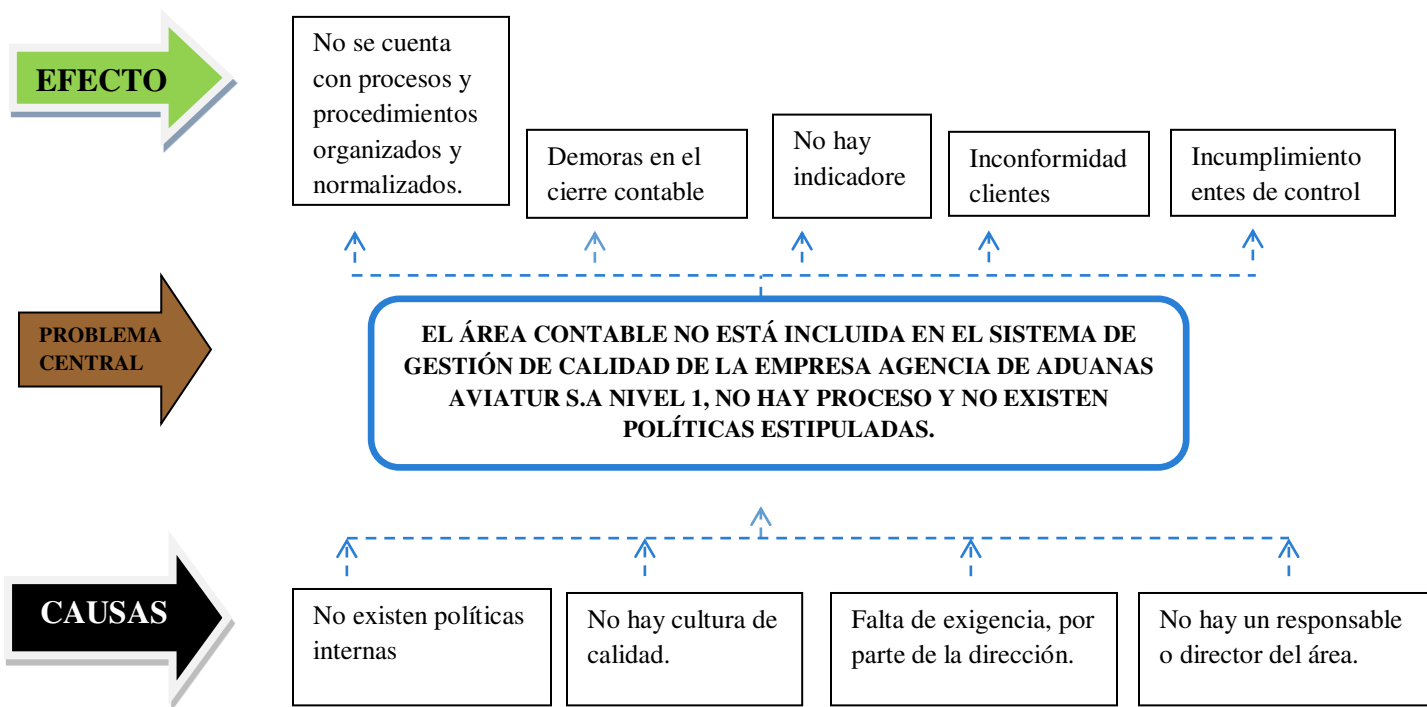 EFECTO
No se cuenta
con procesos y
procedimientos
organizados y
normalizados.
Demoras en el
cierre contable
No hay
indicadore
Inconformidad
clientes
Incumplimiento
entes de control
PROBLEMA
CENTRAL
EL ÁREA CONTABLE NO ESTÁ INCLUIDA EN EL SISTEMA DE
GESTIÓN DE CALIDAD DE LA EMPRESA AGENCIA DE ADUANAS
AVIATUR S.A NIVEL 1, NO HAY PROCESO Y NO EXISTEN
POLÍTICAS ESTIPULADAS.
CAUSAS
No existen políticas
internas
No hay cultura de
calidad.
Falta de exigencia, por
parte de la dirección.
No hay un responsable
o director del área.